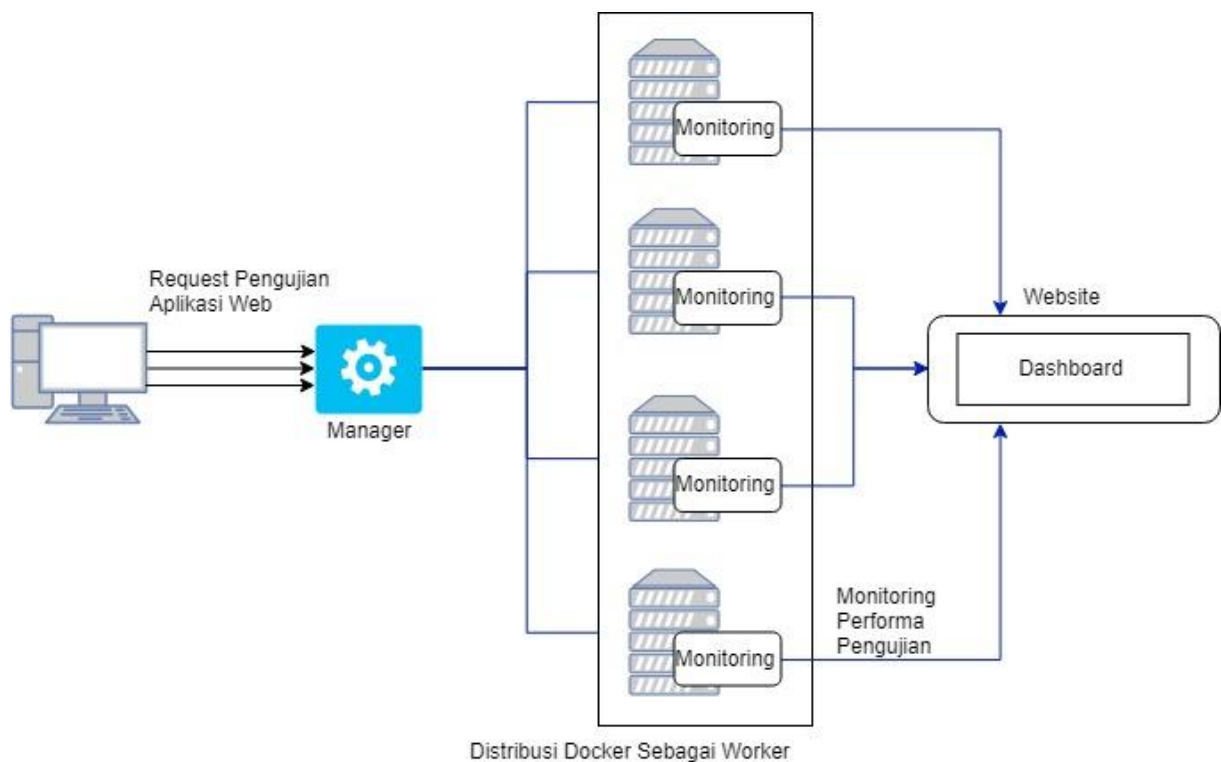 Monitoring
Request Pengujian
Aplikasi Web
Monitoring
Website
Dashboard
Manager
Monitoring
Monitoring
Performa
Pengujian
Monitoring
Distribusi Docker Sebagai Worker